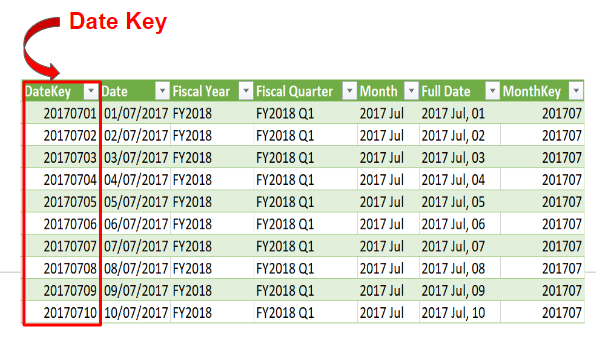 Date Key
DateKey Date Fiscal Year Fiscal Quarter Month Full Date MonthKey
20170701 01/07/2017 FY2018 FY2018 Q1 2017 Jul 2017 Jul, 01 201707
20170702 02/07/2017 FY2018 FY2018 Q1 2017 Jul 2017 Jul, 02 201707
20170703 03/07/2017 FY2018 FY2018 Q1 2017 Jul 2017 Jul, 03 201707
20170704 04/07/2017 FY2018 FY2018 Q1 2017 Jul 2017 Jul, 04 201707
20170705 05/07/2017 FY2018 FY2018 Q1 2017 Jul 2017 Jul, 05 201707
20170706 06/07/2017 FY2018 FY2018 Q1 2017 Jul 2017 Jul, 06 201707
20170707 07/07/2017 FY2018 FY2018 Q1 2017 Jul 2017 Jul, 07 201707
20170708 08/07/2017 FY2018 FY2018 Q1 2017 Jul 2017 Jul, 08 201707
20170709 09/07/2017 FY2018 FY2018 Q1 2017 Jul 2017 Jul, 09 201707
20170710 10/07/2017 FY2018 FY2018 Q1 2017 Jul 2017 Jul, 10 201707